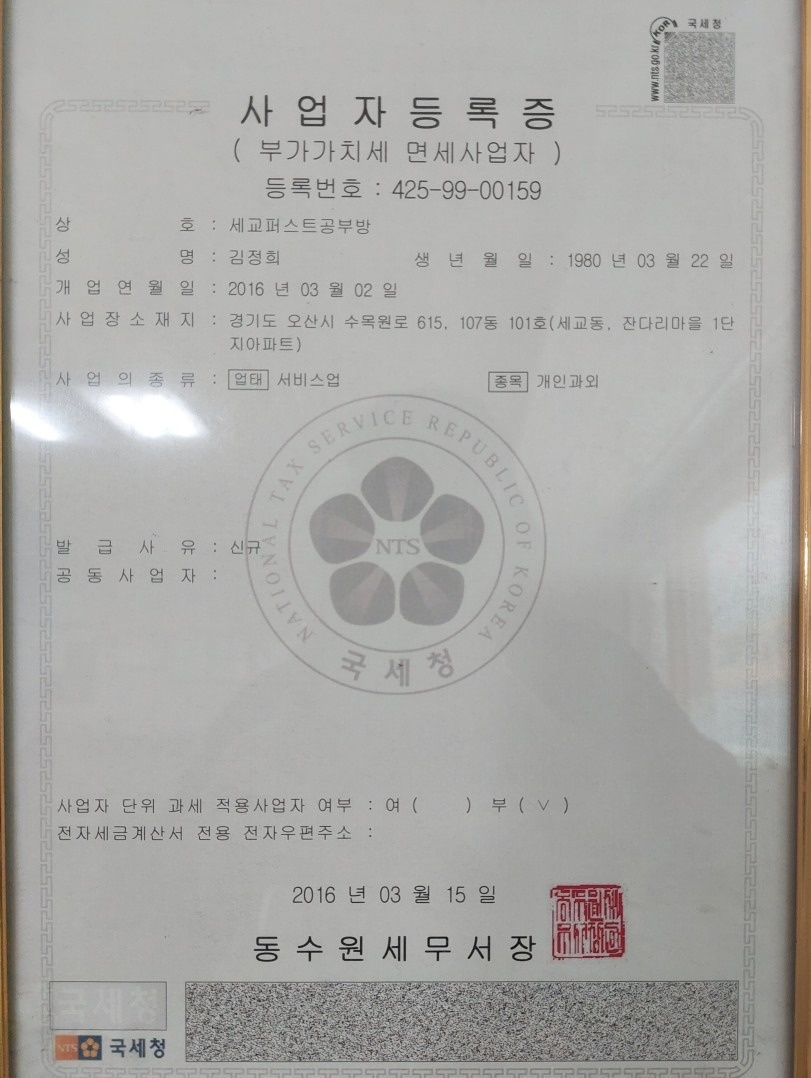 국세청
KOR
www.nts.go.kr
사업자등록증
( 부가가치세 면세사업자 )
등록번호 : 425-99-00159
상 호 : 세교퍼스트공부방
성 명 : 김정희 생 년 월 일 : 1980 년 03 월 22 일
개 업 연 월 일 : 2016 년 03 월 02 일
사 업 장 소 재 지 : 경기도 오산시 수목원로 615, 107동 101호(세교동, 잔다리마을 1단
지아파트)
사 업 의 종 류 : 업태 서비스업 종목 개인과외
NATIONAL TAX SERVICE REPUBLIC OF KOREA
NTS
국세청
발 급 사 유 : 신규
공 동 사 업 자 :
사업자 단위 과세 적용사업자 여부 : 여 ( ) 부 ( ∨ )
전자세금계산서 전용 전자우편주소 :
2016 년 03 월 15 일
동수원세무서장
국세청
NTS 국세청